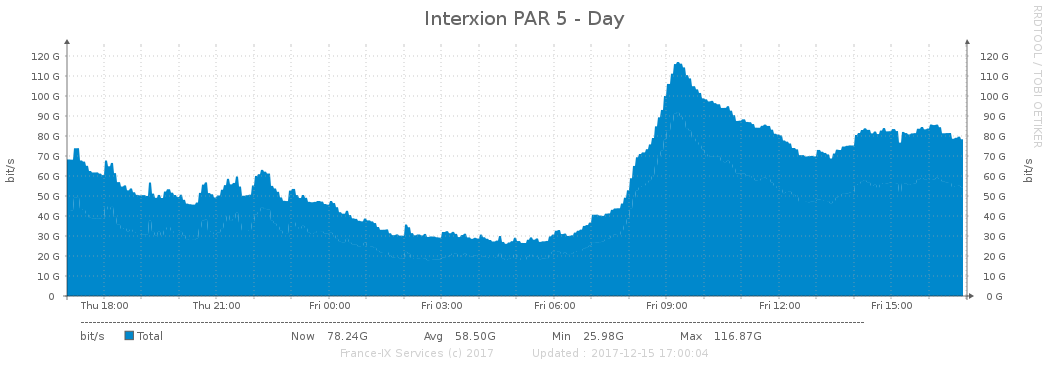 Interxion PAR 5 - Day
RRDTOOL / TOBI OETIKER
bit/s
120 G
110 G
100 G
90 G
80 G
70 G
60 G
50 G
40 G
30 G
20 G
10 G
0
120 G
110 G
100 G
90 G
80 G
70 G
60 G
50 G
40 G
30 G
20 G
10 G
0 G
bit/s
Thu 18:00 Thu 21:00 Fri 00:00 Fri 03:00 Fri 06:00 Fri 09:00 Fri 12:00 Fri 15:00
bit/s Total Now 78.24G Avg 58.50G Min 25.98G Max 116.87G
France-IX Services (c) 2017 Updated : 2017-12-15 17:00:04